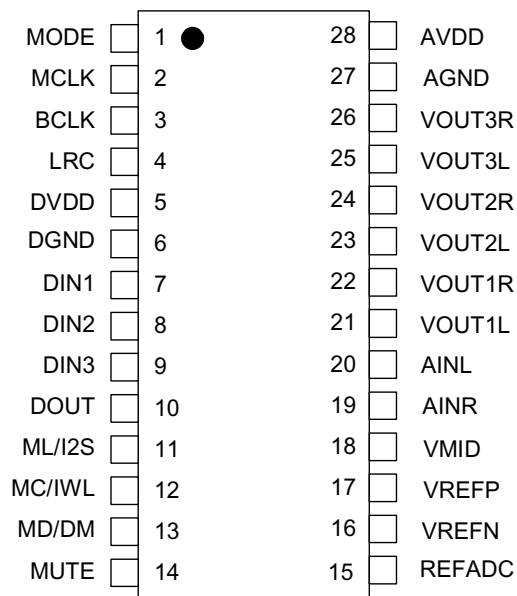 MODE 1 28 AVDD
MCLK 2 27 AGND
BCLK 3 26 VOUT3R
LRC 4 25 VOUT3L
DVDD 5 24 VOUT2R
DGND 6 23 VOUT2L
DIN1 7 22 VOUT1R
DIN2 8 21 VOUT1L
DIN3 9 20 AINL
DOUT 10 19 AINR
ML/I2S 11 18 VMID
MC/IWL 12 17 VREFP
MD/DM 13 16 VREFN
MUTE 14 15 REFADC